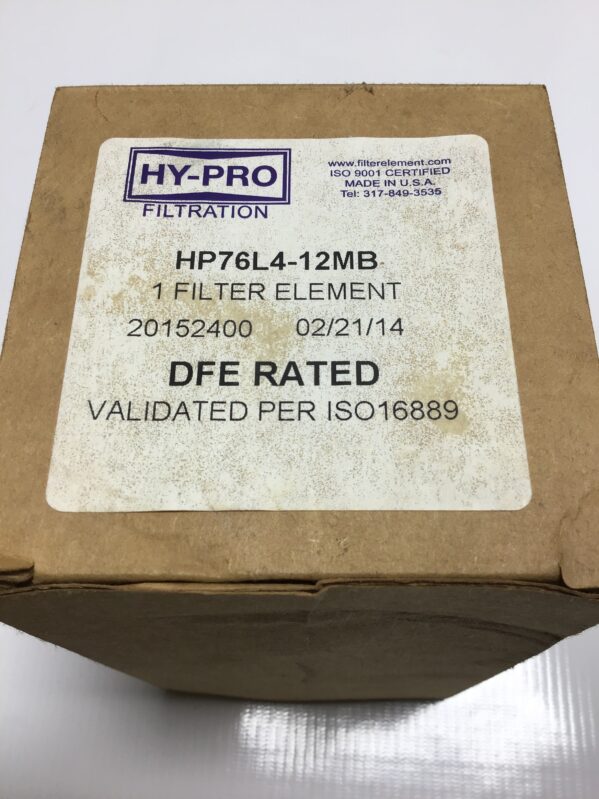 HY-PRO
FILTRATION
www.filterelement.com
ISO 9001 CERTIFIED
MADE IN U.S.A.
Tel: 317-849-3535
HP76L4-12MB
1 FILTER ELEMENT
20152400 02/21/14
DFE RATED
VALIDATED PER ISO16889